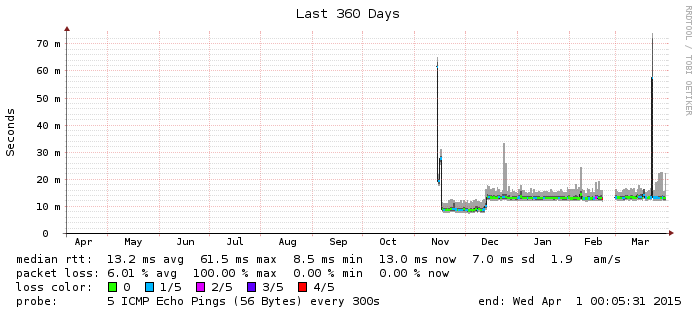 Last 360 Days
RRDTOOL / TOBI OETIKER
Seconds
70 m
60 m
50 m
40 m
30 m
20 m
10 m
0
Apr May Jun Jul Aug Sep Oct Nov Dec Jan Feb Mar
median rtt: 13.2 ms avg 61.5 ms max 8.5 ms min 13.0 ms now 7.0 ms sd 1.9 am/s
packet loss: 6.01 % avg 100.00 % max 0.00 % min 0.00 % now
loss color: 0 1/5 2/5 3/5 4/5
probe: 5 ICMP Echo Pings (56 Bytes) every 300s end: Wed Apr 1 00:05:31 2015